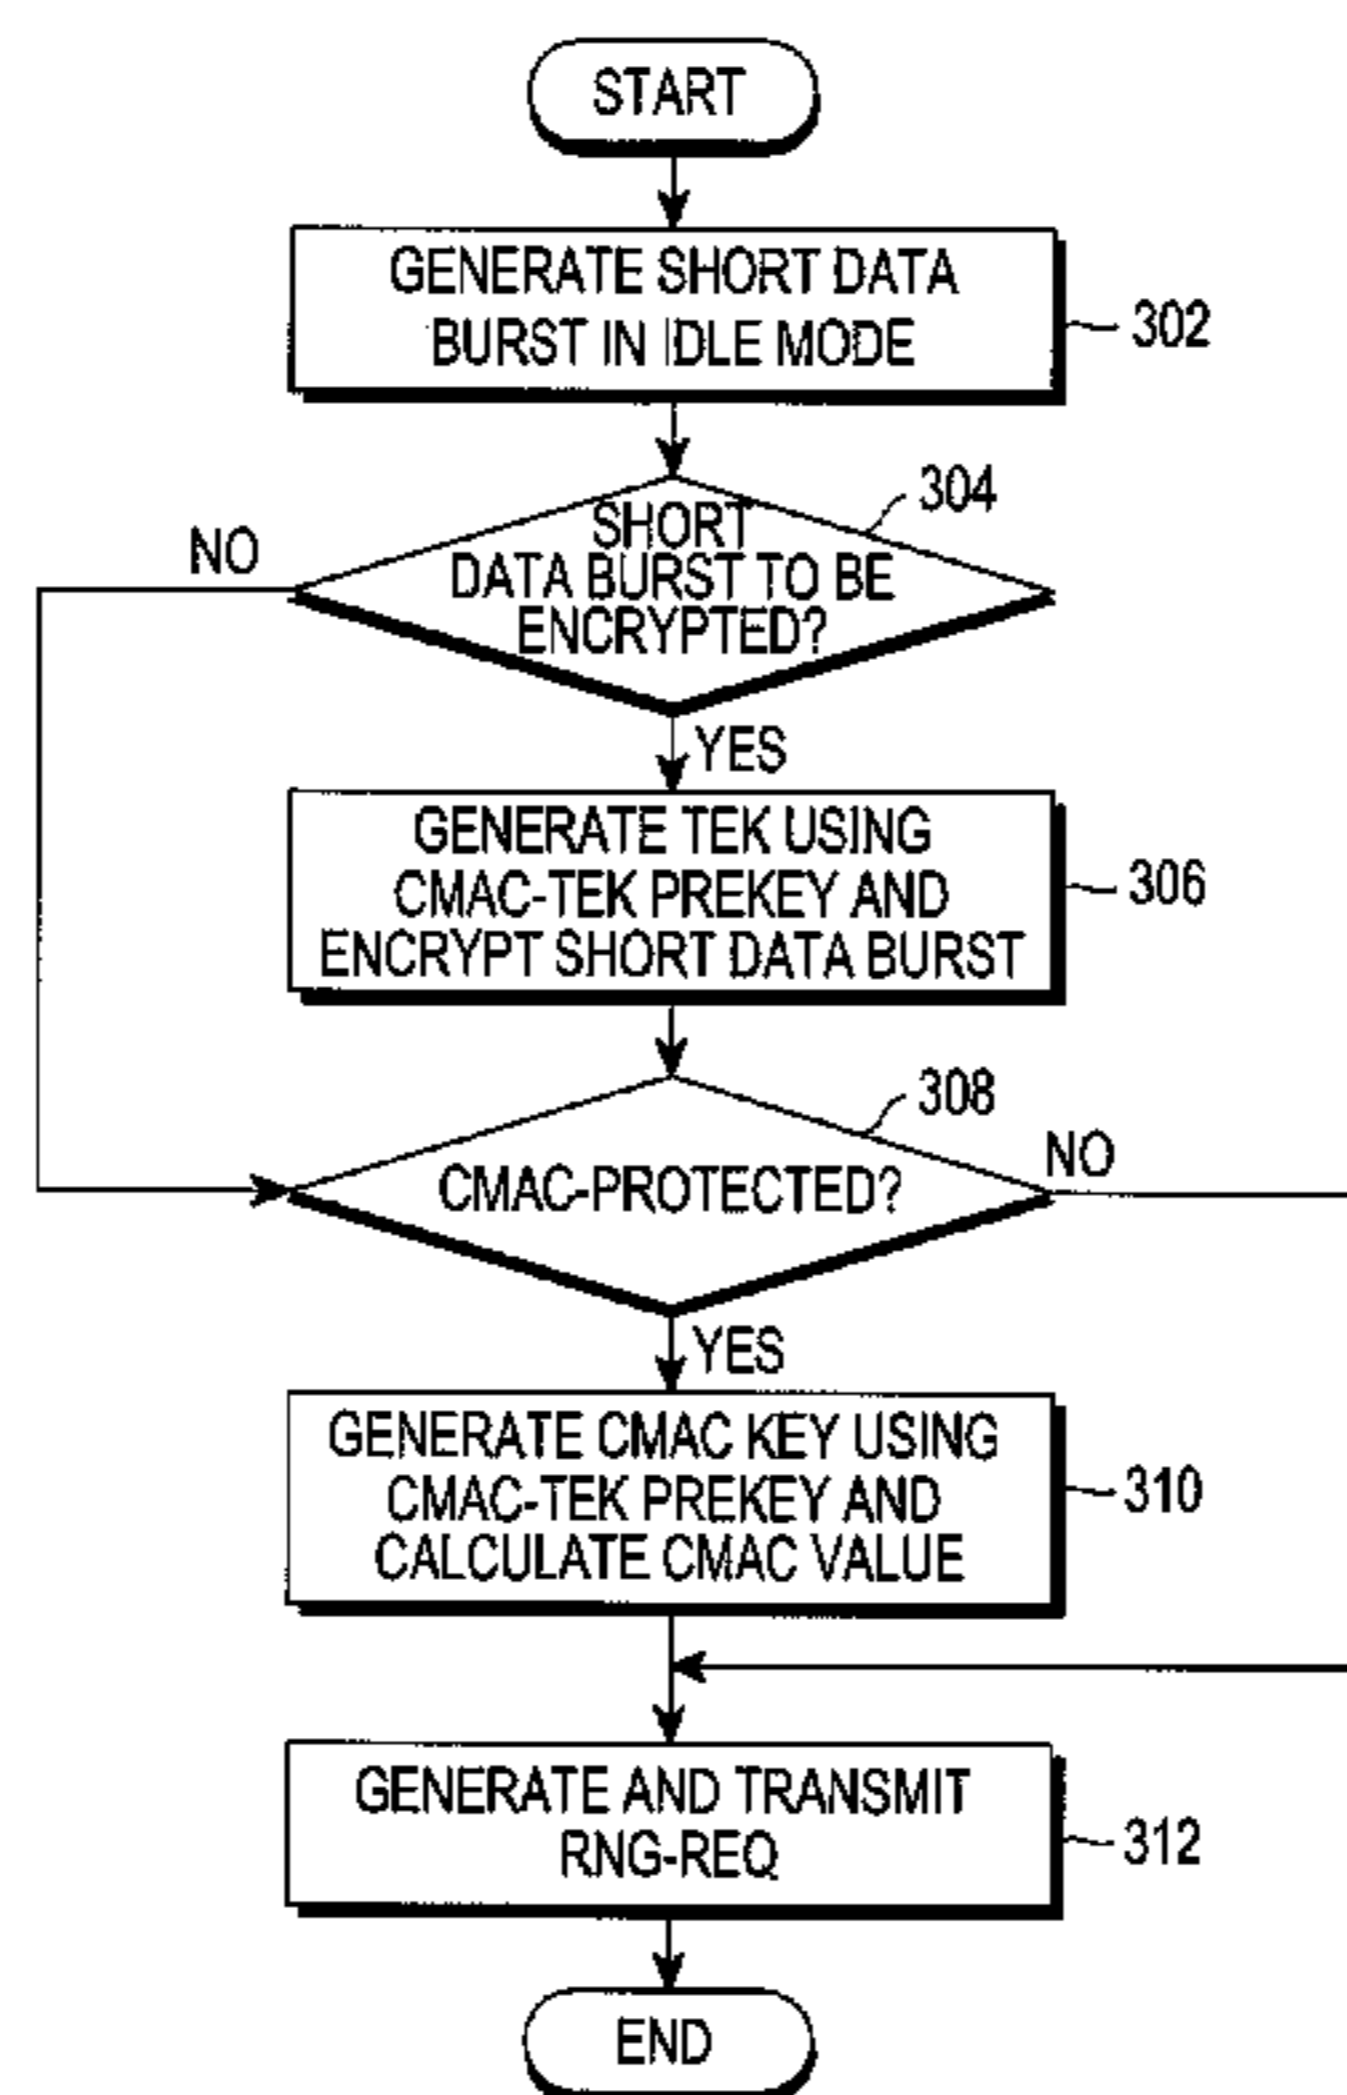 START
GENERATE SHORT DATA
BURST IN IDLE MODE
302
304
NO
SHORT
DATA BURST TO BE
ENCRYPTED?
YES
GENERATE TEK USING
CMAC-TEK PREKEY AND
ENCRYPT SHORT DATA BURST
306
308
NO
CMAC-PROTECTED?
YES
GENERATE CMAC KEY USING
CMAC-TEK PREKEY AND
CALCULATE CMAC VALUE
310
GENERATE AND TRANSMIT
RNG-REQ
312
END